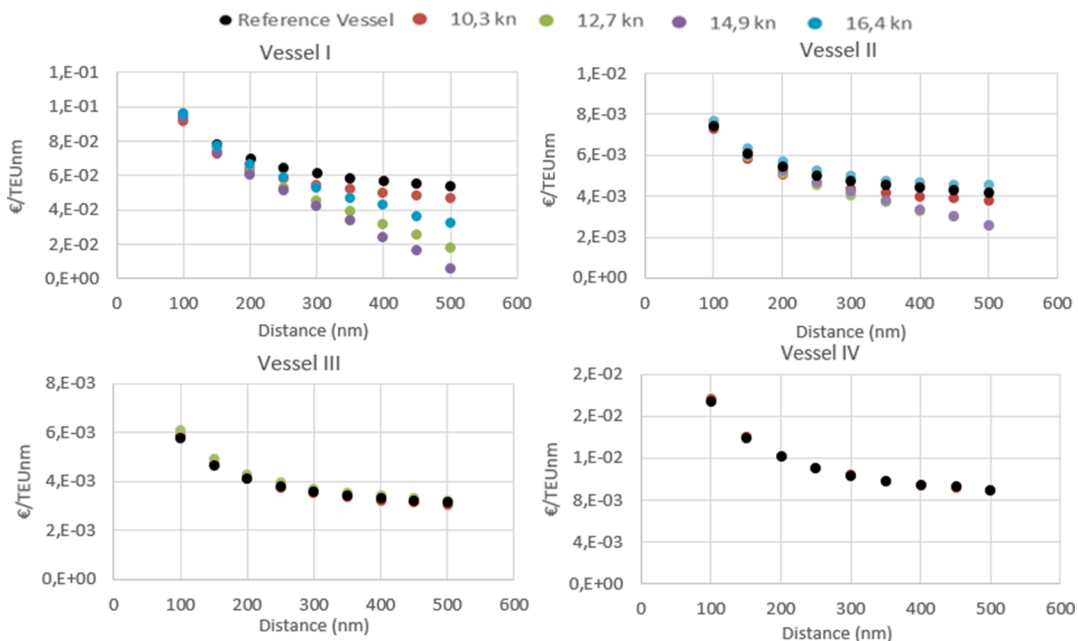 Reference Vessel 10,3 kn 12,7 kn 14,9 kn 16,4 kn
Vessel I
1,E-01
1,E-01
8,E-02
6,E-02
4,E-02
2,E-02
0,E+00
€/TEUnm
0 100 200 300 400 500 600
Distance (nm)
Vessel II
1,E-02
8,E-03
6,E-03
4,E-03
2,E-03
0,E+00
€/TEUnm
0 100 200 300 400 500 600
Distance (nm)
Vessel III
8,E-03
6,E-03
4,E-03
2,E-03
0,E+00
€/TEUnm
0 100 200 300 400 500 600
Distance (nm)
Vessel IV
2,E-02
2,E-02
1,E-02
8,E-03
4,E-03
0,E+00
€/TEUnm
0 100 200 300 400 500 600
Distance (nm)